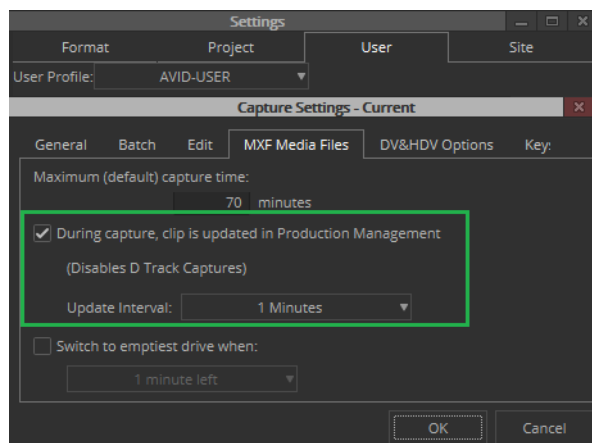 Settings
Format Project User Site
User Profile: AVID-USER
Capture Settings - Current
General Batch Edit MXF Media Files DV&HDV Options Key:
Maximum (default) capture time:
70 minutes
During capture, clip is updated in Production Management
(Disables D Track Captures)
Update Interval: 1 Minutes
Switch to emptiest drive when:
1 minute left
OK Cancel